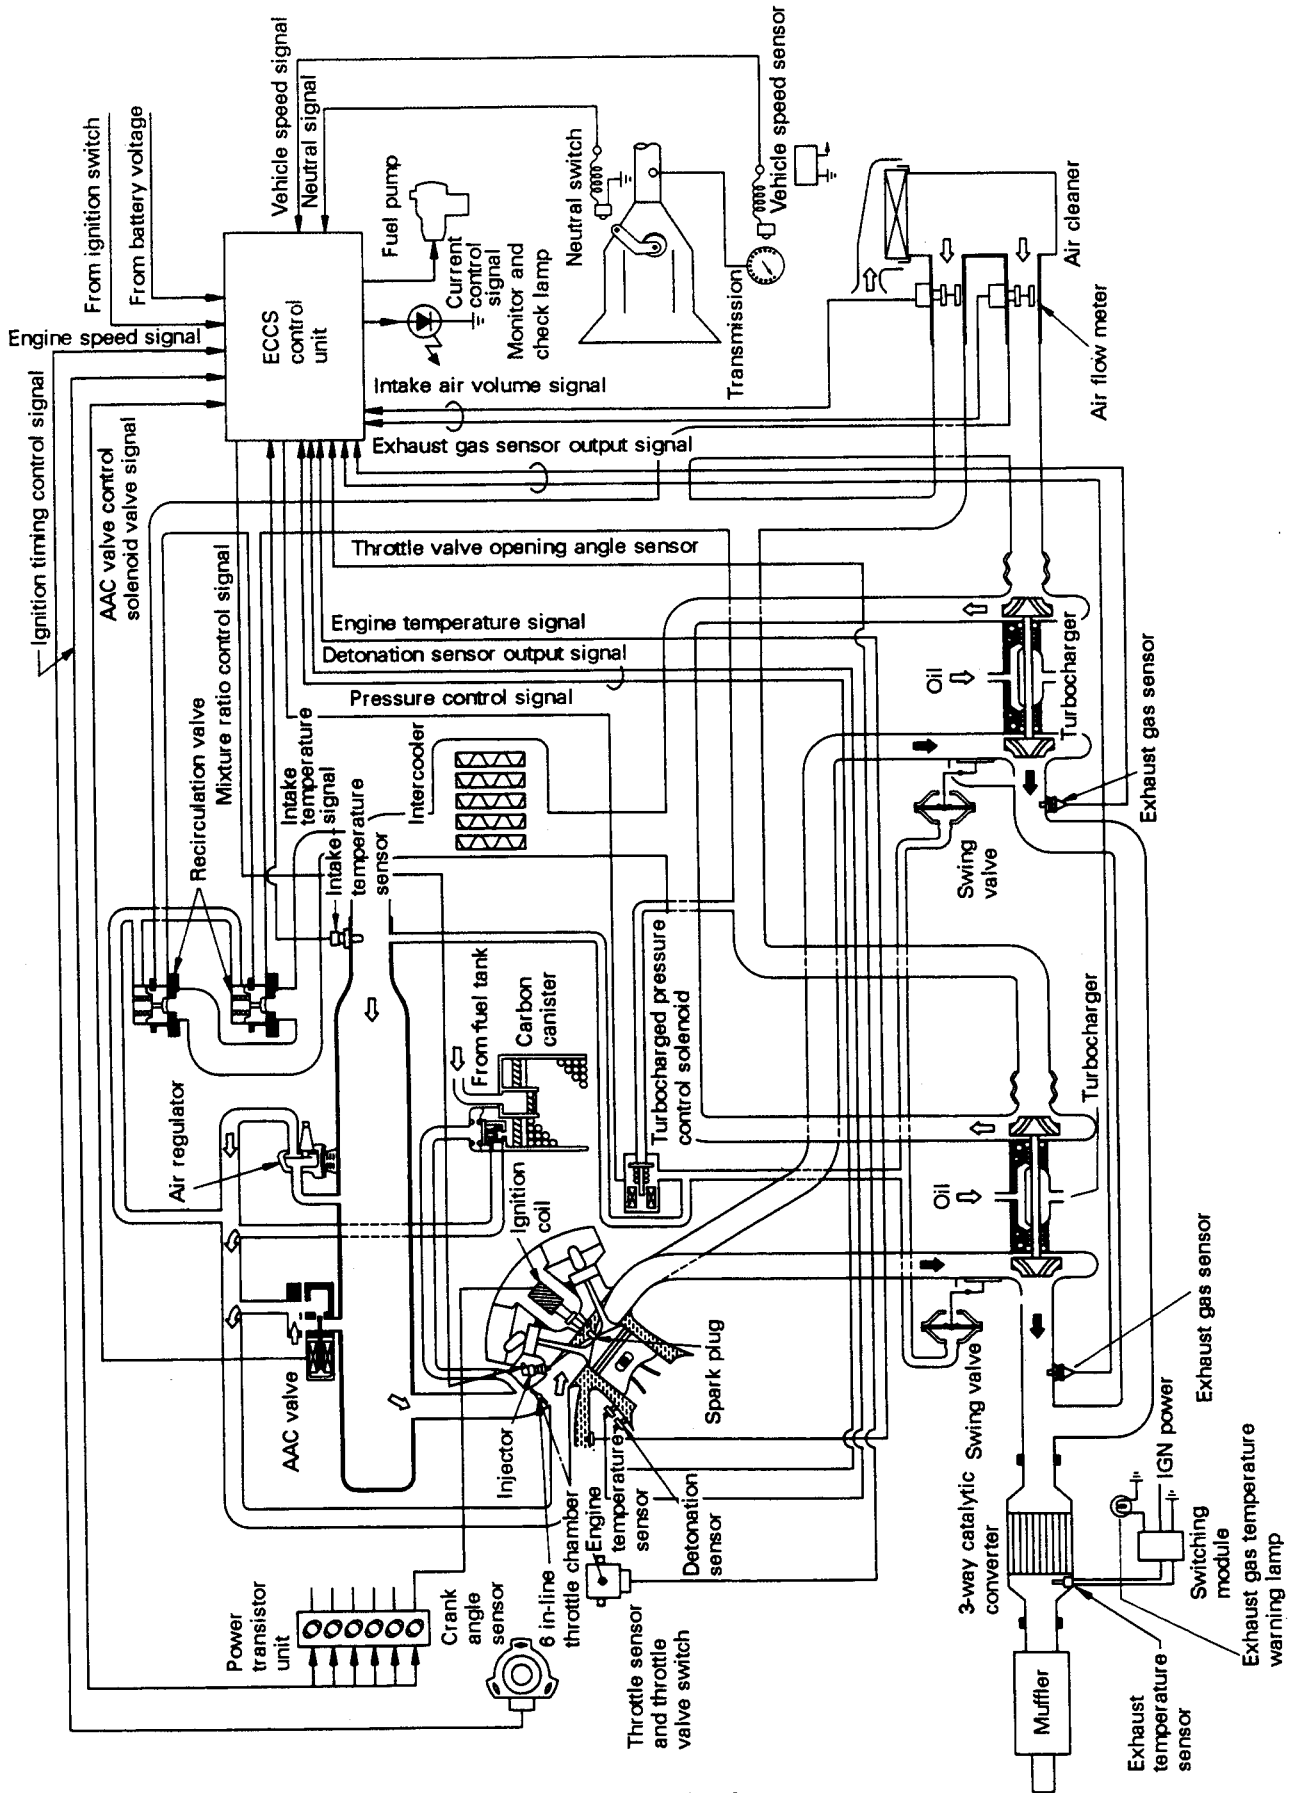 From ignition switch
From battery voltage
Engine speed signal
Ignition timing control signal
AAC valve control
solenoid valve signal
Mixture ratio control signal
Recirculation valve
Intake
temperature
signal
Intake
temperature
sensor
Air regulator
AAC valve
Power
transistor
unit
Crank
angle
sensor
6 in-line
throttle chamber
Throttle sensor
and throttle
valve switch
Engine
temperature
sensor
Detonation
sensor
Injector
Spark plug
Ignition
coil
From fuel tank
Carbon
canister
Intercooler
Turbocharged pressure
control solenoid
Vehicle speed signal
Neutral signal
ECCS
control
unit
Fuel pump
Current
control
signal
Monitor and
check lamp
Neutral switch
Vehicle speed sensor
Transmission
Intake air volume signal
Exhaust gas sensor output signal
Throttle valve opening angle sensor
Engine temperature signal
Detonation sensor output signal
Pressure control signal
Air cleaner
Air flow meter
Oil
Turbocharger
Exhaust gas sensor
Swing
valve
Oil
Turbocharger
Exhaust gas sensor
Swing valve
3-way catalytic
converter
IGN power
Switching
module
Exhaust gas temperature
warning lamp
Exhaust
temperature
sensor
Muffler